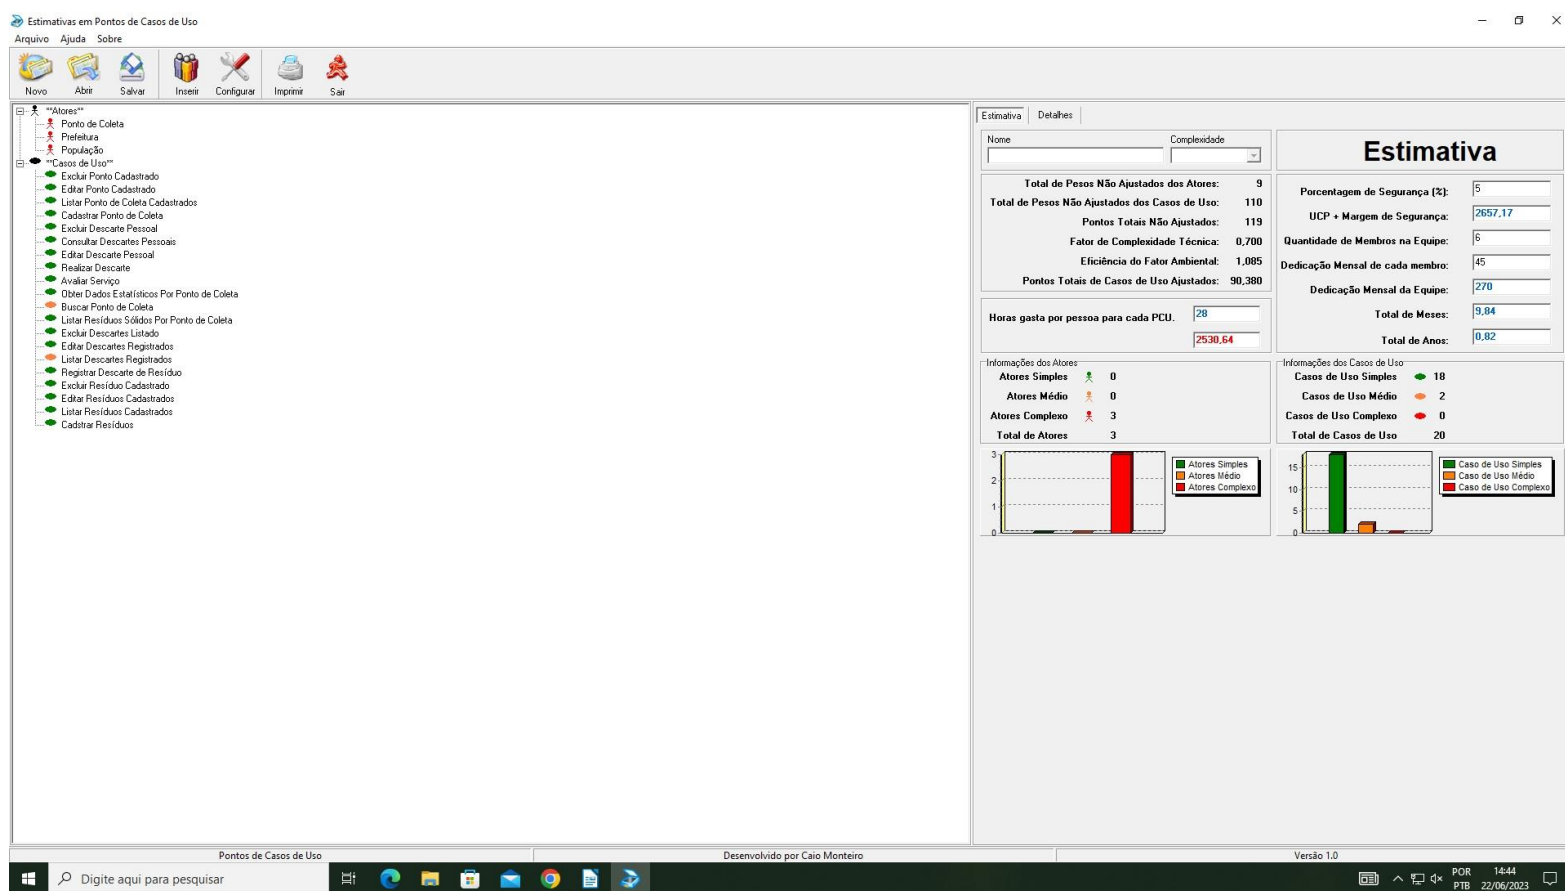 Estimativas em Pontos de Casos de Uso
Arquivo Ajuda Sobre
Novo Abrir Salvar Inserir Configurar Imprimir Sair
**Atores**
Ponto de Coleta
Prefeitura
População
**Casos de Uso**
Excluir Ponto Cadastrado
Editar Ponto Cadastrado
Listar Ponto de Coleta Cadastrados
Cadastrar Ponto de Coleta
Excluir Descarte Pessoal
Consultar Descartes Pessoais
Editar Descarte Pessoal
Realizar Descarte
Avaliar Serviço
Obter Dados Estatísticos Por Ponto de Coleta
Buscar Ponto de Coleta
Listar Resíduos Sólidos Por Ponto de Coleta
Excluir Descartes Listado
Editar Descartes Registrados
Listar Descartes Registrados
Registrar Descarte de Resíduo
Excluir Resíduo Cadastrado
Editar Resíduos Cadastrados
Listar Resíduos Cadastrados
Cadstrar Resíduos
Estimativa Detalhes
Nome Complexidade
Total de Pesos Não Ajustados dos Atores: 9
Total de Pesos Não Ajustados dos Casos de Uso: 110
Pontos Totais Não Ajustados: 119
Fator de Complexidade Técnica: 0,700
Eficiência do Fator Ambiental: 1,085
Pontos Totais de Casos de Uso Ajustados: 90,380
Horas gasta por pessoa para cada PCU. 28
2530,64
Estimativa
Porcentagem de Segurança (%): 5
UCP + Margem de Segurança: 2657,17
Quantidade de Membros na Equipe: 6
Dedicação Mensal de cada membro: 45
Dedicação Mensal da Equipe: 270
Total de Meses: 9,84
Total de Anos: 0,82
Informações dos Atores
Atores Simples 0
Atores Médio 0
Atores Complexo 3
Total de Atores 3
Informações dos Casos de Uso
Casos de Uso Simples 18
Casos de Uso Médio 2
Casos de Uso Complexo 0
Total de Casos de Uso 20
3
2
1
0
Atores Simples
Atores Médio
Atores Complexo
15
10
5
0
Caso de Uso Simples
Caso de Uso Médio
Caso de Uso Complexo
Pontos de Casos de Uso Desenvolvido por Caio Monteiro Versão 1.0
Digite aqui para pesquisar
POR 14:44
PTB 22/06/2023